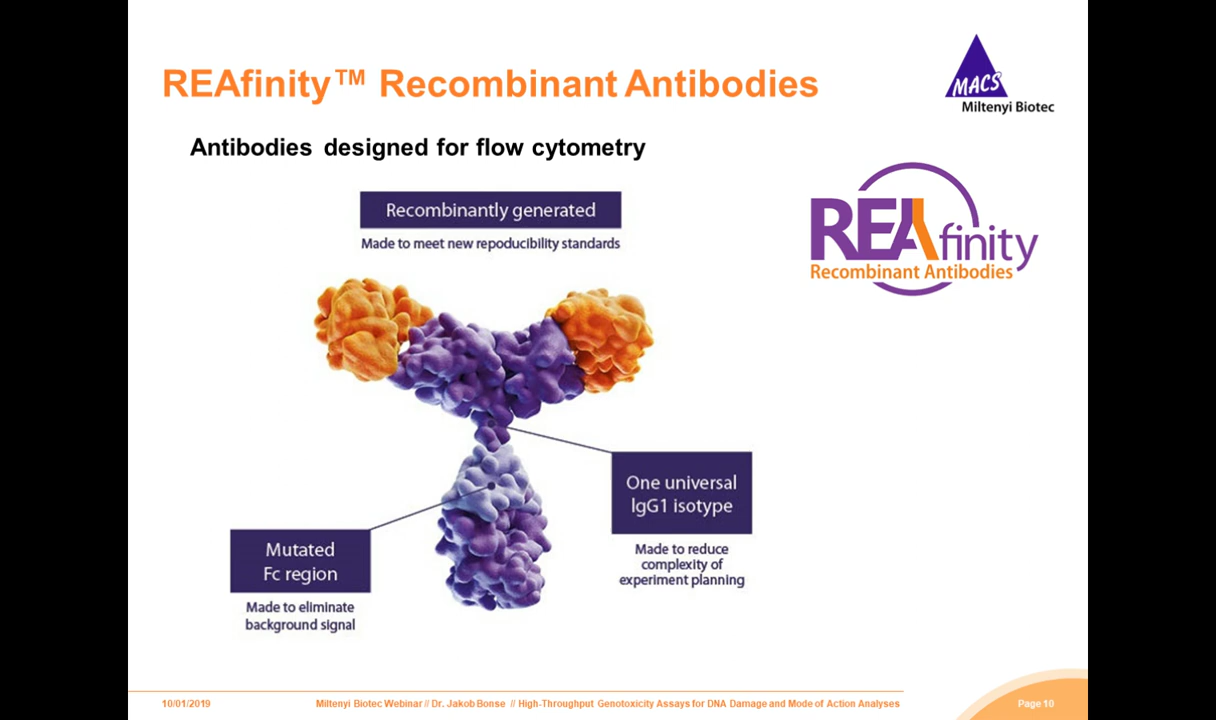 REAfinity™ Recombinant Antibodies
MACS
Miltenyi Biotec
Antibodies designed for flow cytometry
Recombinantly generated
Made to meet new repoducibility standards
REAfinity
Recombinant Antibodies
One universal
IgG1 isotype
Made to reduce
complexity of
experiment planning
Mutated
Fc region
Made to eliminate
background signal
10/01/2019
Miltenyi Biotec Webinar // Dr. Jakob Bonse // High-Throughput Genotoxicity Assays for DNA Damage and Mode of Action Analyses
Page 10